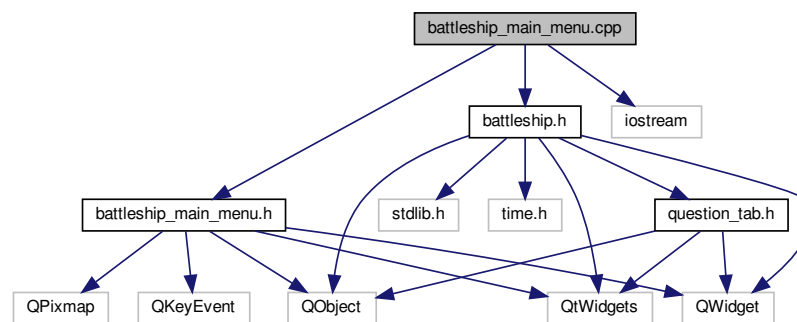 battleship_main_menu.cpp
battleship.h
iostream
battleship_main_menu.h
stdlib.h
time.h
question_tab.h
QPixmap
QKeyEvent
QObject
QtWidgets
QWidget